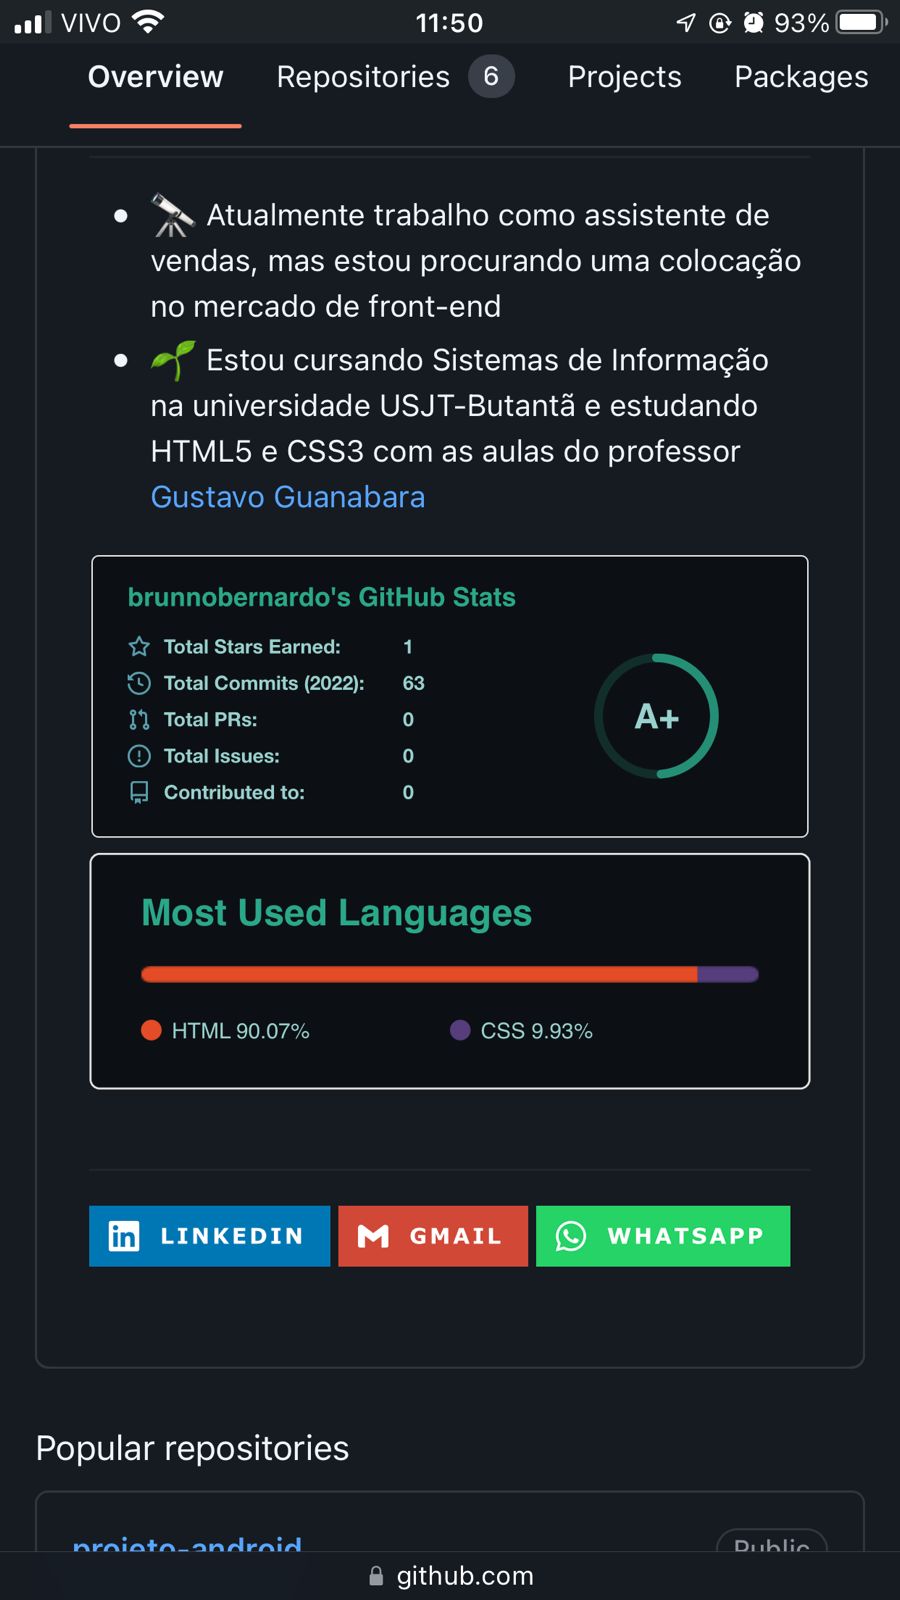 VIVO 11:50 93%
Overview Repositories 6 Projects Packages
Atualmente trabalho como assistente de
vendas, mas estou procurando uma colocação
no mercado de front-end
Estou cursando Sistemas de Informação
na universidade USJT-Butantã e estudando
HTML5 e CSS3 com as aulas do professor
Gustavo Guanabara
brunnobernardo's GitHub Stats
Total Stars Earned: 1
Total Commits (2022): 63
Total PRs: 0
Total Issues: 0
Contributed to: 0
A+
Most Used Languages
HTML 90.07% CSS 9.93%
LINKEDIN GMAIL WHATSAPP
Popular repositories
projeto-android Public
github.com